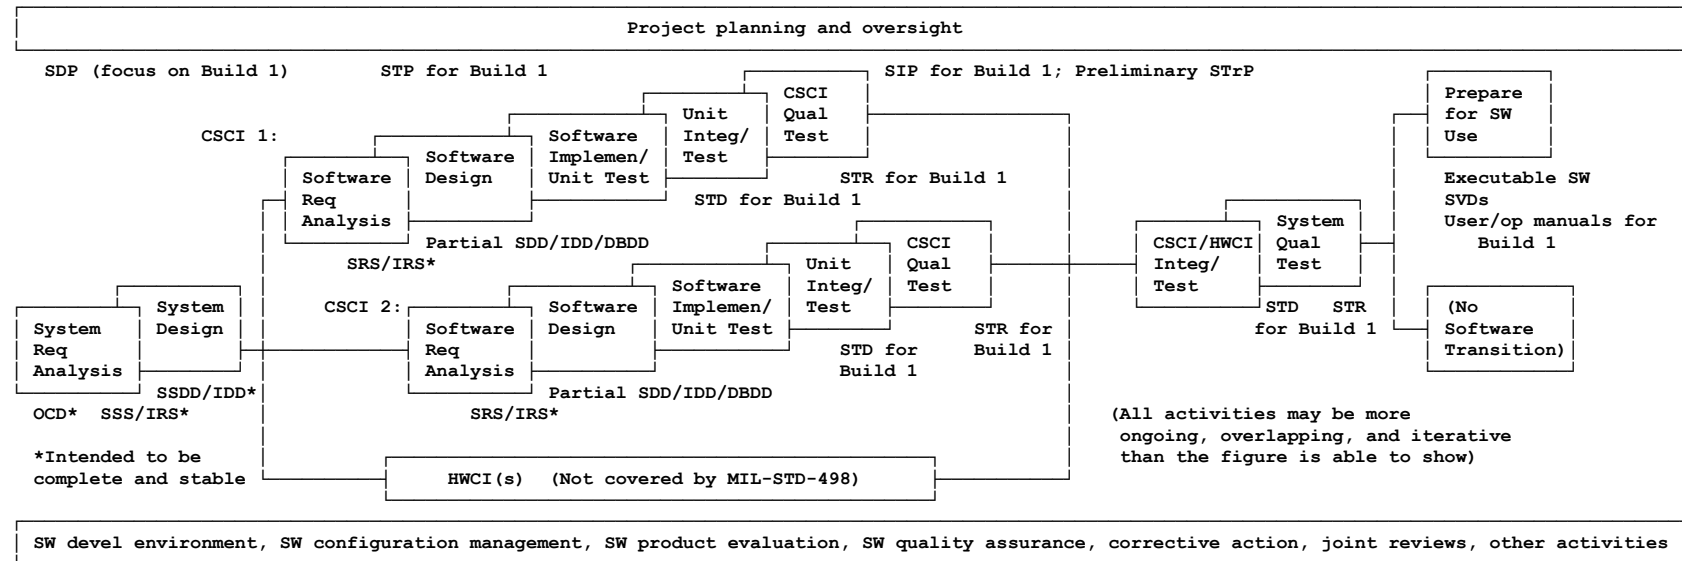 Project planning and oversight
SDP (focus on Build 1)
STP for Build 1
SIP for Build 1; Preliminary STrP
CSCI 1:
Software
Req
Analysis
Software
Design
Software
Implemen/
Unit Test
Unit
Integ/
Test
CSCI
Qual
Test
STR for Build 1
STD for Build 1
Partial SDD/IDD/DBDD
SRS/IRS*
CSCI 2:
Software
Req
Analysis
Software
Design
Software
Implemen/
Unit Test
Unit
Integ/
Test
CSCI
Qual
Test
STR for
Build 1
STD for
Build 1
Partial SDD/IDD/DBDD
SRS/IRS*
System
Req
Analysis
System
Design
SSDD/IDD*
OCD* SSS/IRS*
*Intended to be
complete and stable
HWCI(s) (Not covered by MIL-STD-498)
CSCI/HWCI
Integ/
Test
System
Qual
Test
STD STR
for Build 1
Prepare
for SW
Use
Executable SW
SVDs
User/op manuals for
Build 1
(No
Software
Transition)
(All activities may be more
ongoing, overlapping, and iterative
than the figure is able to show)
SW devel environment, SW configuration management, SW product evaluation, SW quality assurance, corrective action, joint reviews, other activities